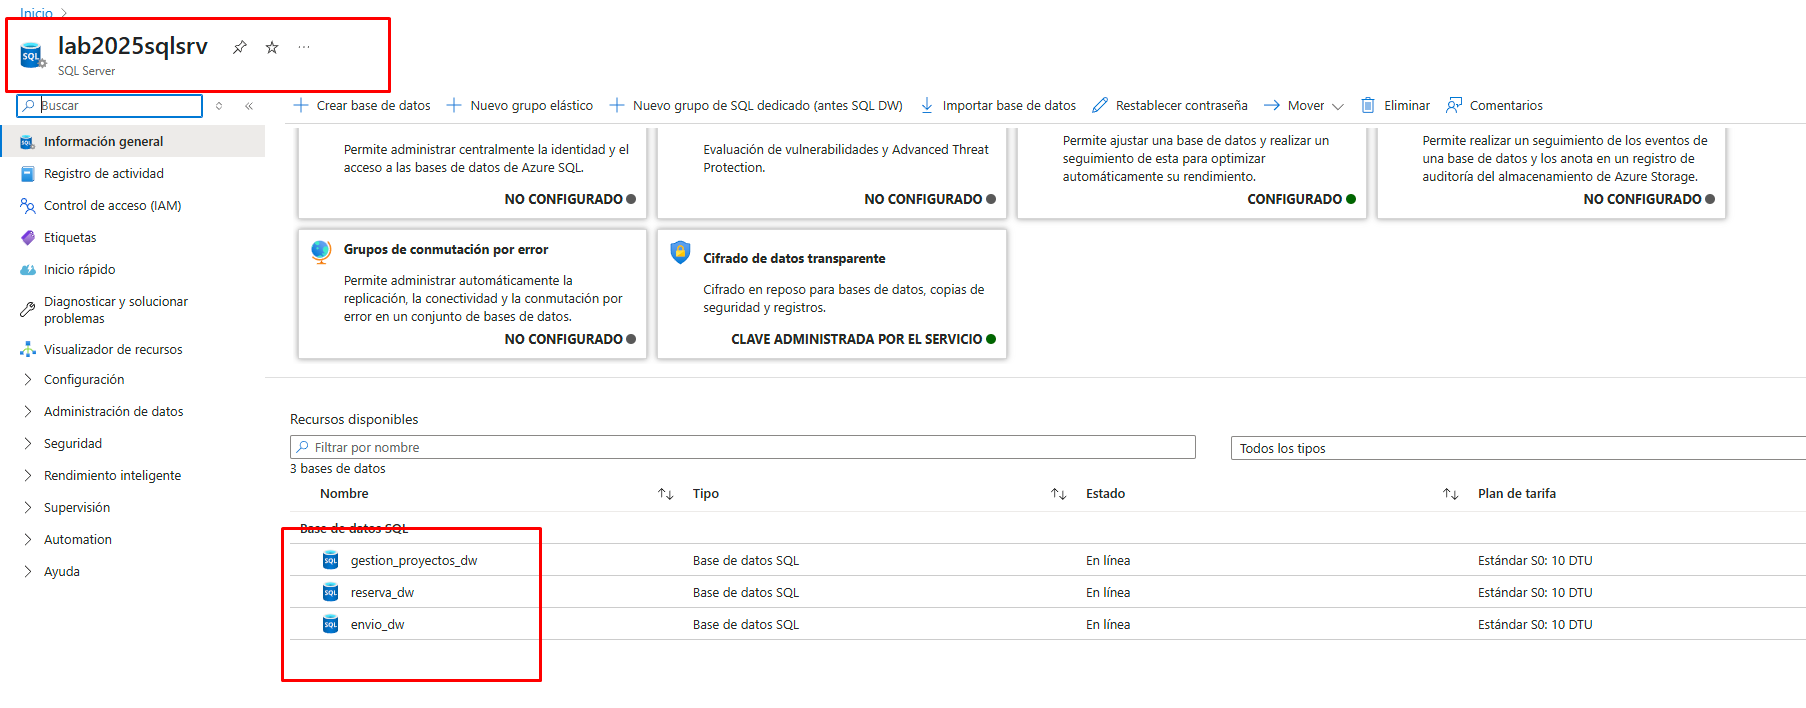 Inicio >
lab2025sqlsrv
SQL
SQL Server
Buscar
Crear base de datos
Nuevo grupo elástico
Nuevo grupo de SQL dedicado (antes SQL DW)
Importar base de datos
Restablecer contraseña
Mover
Eliminar
Comentarios
Información general
Registro de actividad
Control de acceso (IAM)
Etiquetas
Inicio rápido
Diagnosticar y solucionar
problemas
Visualizador de recursos
Configuración
Administración de datos
Seguridad
Rendimiento inteligente
Supervisión
Automation
Ayuda
Permite administrar centralmente la identidad y el
acceso a las bases de datos de Azure SQL.
NO CONFIGURADO
Evaluación de vulnerabilidades y Advanced Threat
Protection.
NO CONFIGURADO
Permite ajustar una base de datos y realizar un
seguimiento de esta para optimizar
automáticamente su rendimiento.
CONFIGURADO
Permite realizar un seguimiento de los eventos de
una base de datos y los anota en un registro de
auditoría del almacenamiento de Azure Storage.
NO CONFIGURADO
Grupos de conmutación por error
Permite administrar automáticamente la
replicación, la conectividad y la conmutación por
error en un conjunto de bases de datos.
NO CONFIGURADO
Cifrado de datos transparente
Cifrado en reposo para bases de datos, copias de
seguridad y registros.
CLAVE ADMINISTRADA POR EL SERVICIO
Recursos disponibles
Filtrar por nombre
Todos los tipos
3 bases de datos
Nombre Tipo Estado Plan de tarifa
Base de datos SQL
SQL gestion_proyectos_dw Base de datos SQL En línea Estándar S0: 10 DTU
SQL reserva_dw Base de datos SQL En línea Estándar S0: 10 DTU
SQL envio_dw Base de datos SQL En línea Estándar S0: 10 DTU